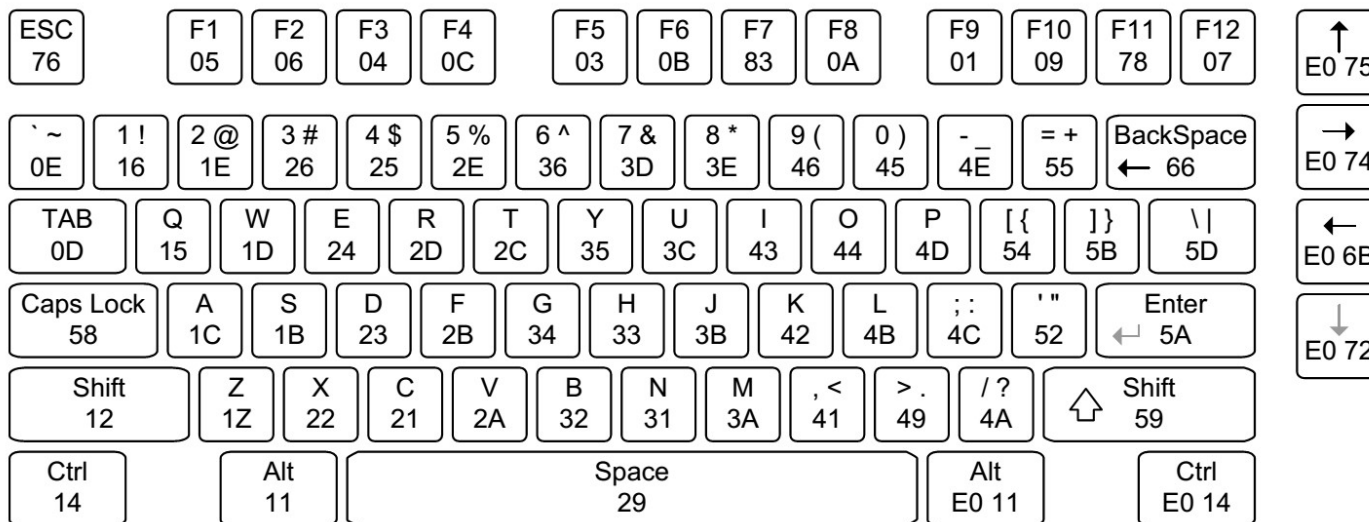 ESC F1 F2 F3 F4 F5 F6 F7 F8 F9 F10 F11 F12 ↑
76 05 06 04 0C 03 0B 83 0A 01 09 78 07 E0 75
` ~ 1 ! 2 @ 3 # 4 $ 5 % 6 ^ 7 & 8 * 9 ( 0 ) - _ = + BackSpace →
0E 16 1E 26 25 2E 36 3D 3E 46 45 4E 55 ← 66 E0 74
TAB Q W E R T Y U I O P [ { ] } \ | ←
0D 15 1D 24 2D 2C 35 3C 43 44 4D 54 5B 5D E0 6B
Caps Lock A S D F G H J K L ; : ' " Enter ↓
58 1C 1B 23 2B 34 33 3B 42 4B 4C 52 ↵ 5A E0 72
Shift Z X C V B N M , < > . / ? ⇧ Shift
12 1Z 22 21 2A 32 31 3A 41 49 4A 59
Ctrl Alt Space Alt Ctrl
14 11 29 E0 11 E0 14